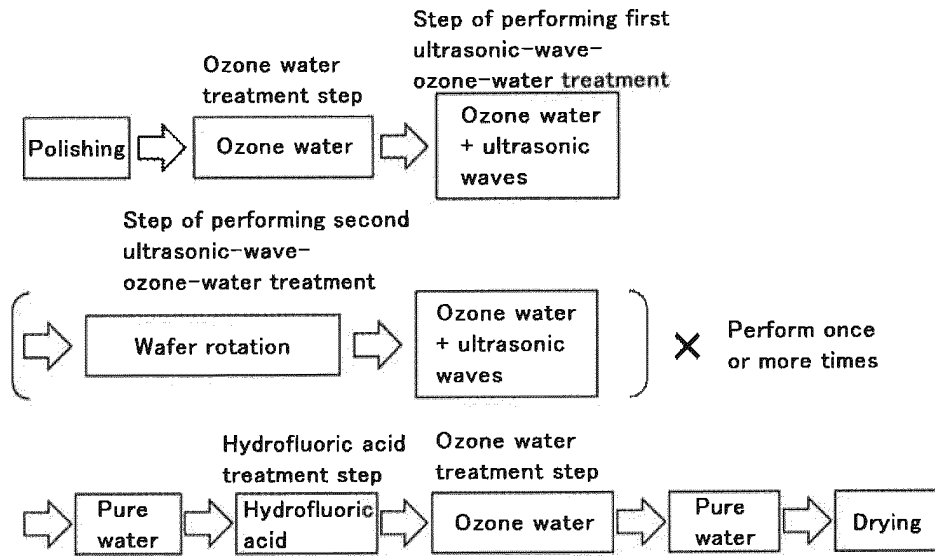 Step of performing first
ultrasonic-wave-
ozone-water treatment
Ozone water
treatment step
Polishing
Ozone water
Ozone water
+ ultrasonic
waves
Step of performing second
ultrasonic-wave-
ozone-water treatment
Wafer rotation
Ozone water
+ ultrasonic
waves
× Perform once
or more times
Hydrofluoric acid
treatment step
Ozone water
treatment step
Pure
water
Hydrofluoric
acid
Ozone water
Pure
water
Drying